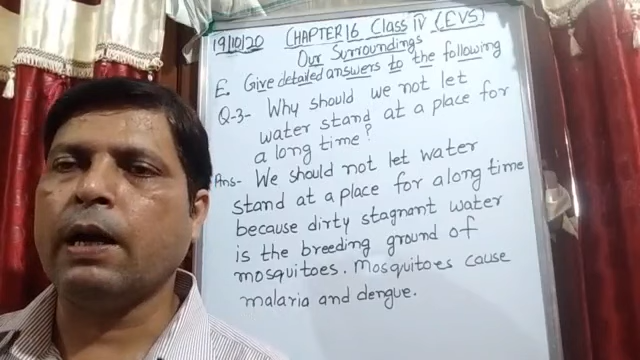 19/10/20 CHAPTER 16 Class IV (EVS)
Our Surroundings
E. Give detailed answers to the following
Q-3- Why should we not let
water stand at a place for
a long time?
Ans- We should not let water
stand at a place for a long time
because dirty stagnant water
is the breeding ground of
mosquitoes. Mosquitoes cause
malaria and dengue.